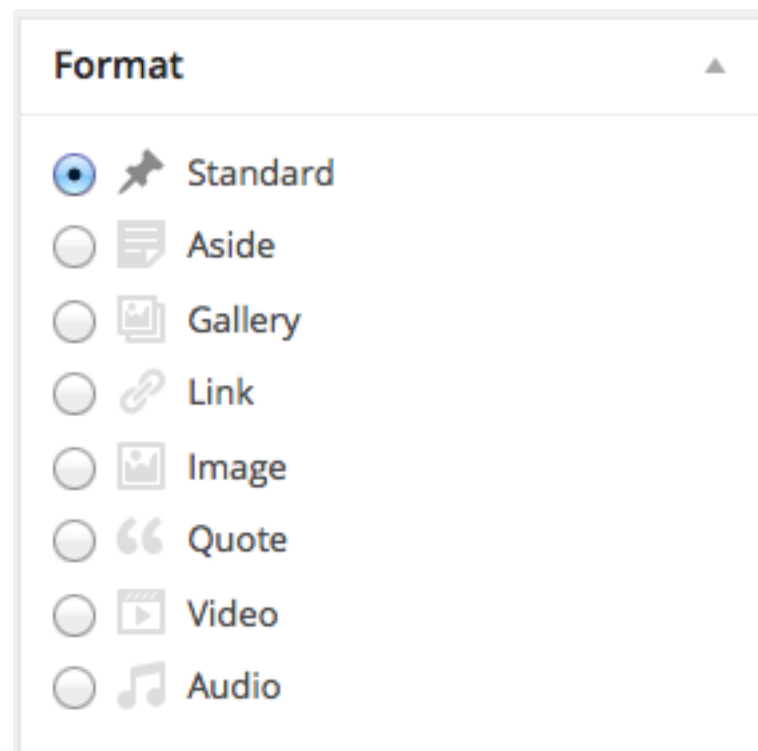 Format
Standard
Aside
Gallery
Link
Image
Quote
Video
Audio